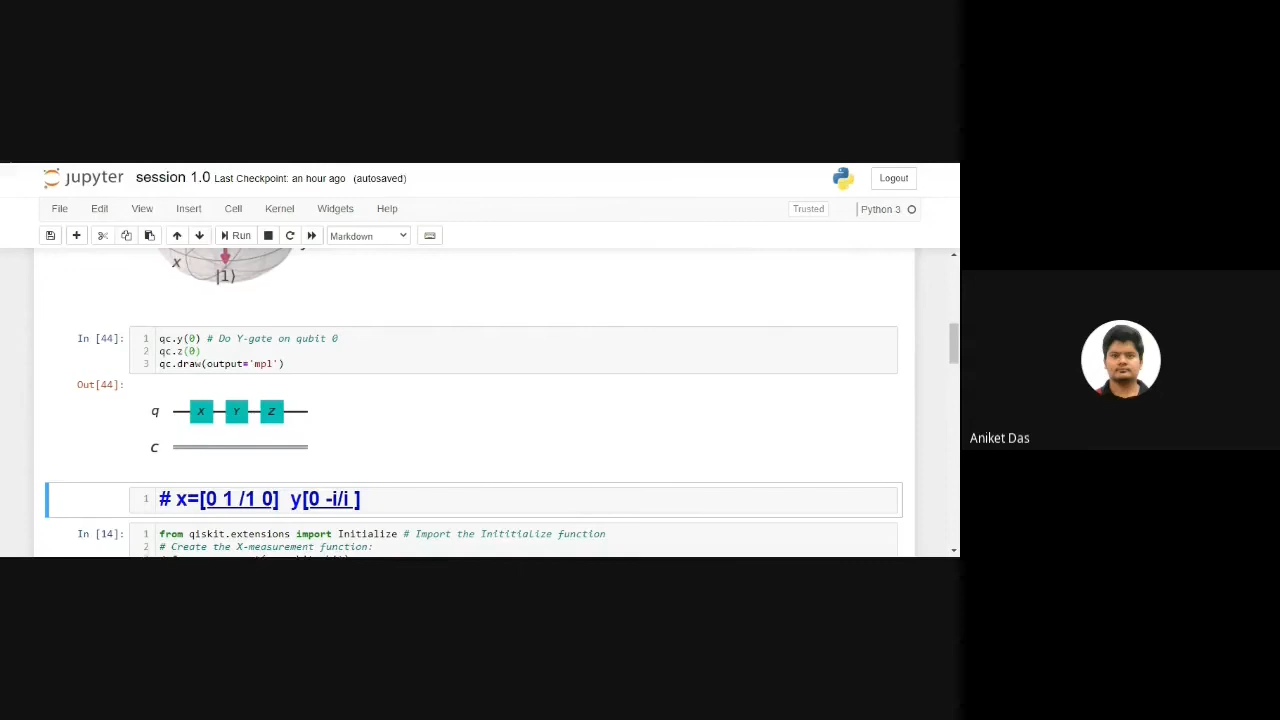 jupyter session 1.0 Last Checkpoint: an hour ago (autosaved) Logout
File Edit View Insert Cell Kernel Widgets Help Trusted Python 3
Run Markdown
x
|1⟩
In [44]: 1 qc.y(0) # Do Y-gate on qubit 0
2 qc.z(0)
3 qc.draw(output='mpl')
Out[44]:
q X Y Z
c
1 # x=[0 1 /1 0] y[0 -i/i ]
In [14]: 1 from qiskit.extensions import Initialize # Import the Inititialize function
2 # Create the X-measurement function:
Aniket Das